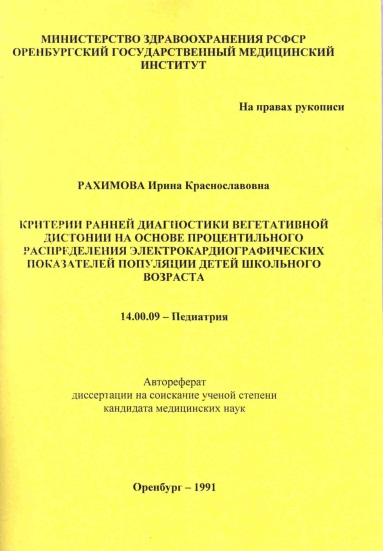 МИНИСТЕРСТВО ЗДРАВООХРАНЕНИЯ РСФСР
ОРЕНБУРГСКИЙ ГОСУДАРСТВЕННЫЙ МЕДИЦИНСКИЙ
ИНСТИТУТ
На правах рукописи
РАХИМОВА Ирина Краснославовна
КРИТЕРИИ РАННЕЙ ДИАГНОСТИКИ ВЕГЕТАТИВНОЙ
ДИСТОНИИ НА ОСНОВЕ ПРОЦЕНТИЛЬНОГО
РАСПРЕДЕЛЕНИЯ ЭЛЕКТРОКАРДИОГРАФИЧЕСКИХ
ПОКАЗАТЕЛЕЙ ПОПУЛЯЦИИ ДЕТЕЙ ШКОЛЬНОГО
ВОЗРАСТА
14.00.09 – Педиатрия
Автореферат
диссертации на соискание ученой степени
кандидата медицинских наук
Оренбург – 1991